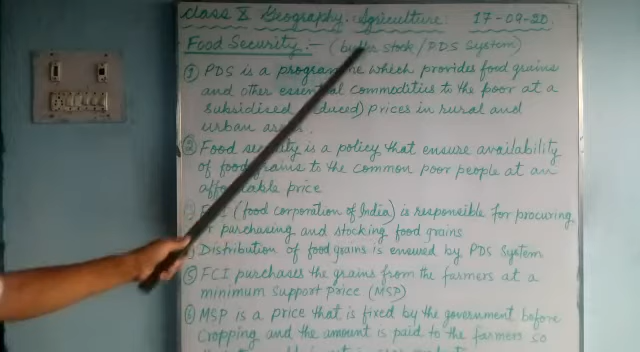 Class X Geography. Agriculture 17-09-20.
Food Security:- (buffer stock/PDS System)
① PDS is a programme which provides food grains
and other essential commodities to the poor at a
Subsidiced (reduced) Prices in rural and
urban areas.
② Food security is a policy that ensure availability
of food grains to the common poor people at an
affordable price
FCI (food corporation of India) is responsible for procuring
or purchasing and stocking food grains
Distribution of food grains is ensured by PDS System
⑤ FCI purchases the grains from the farmers at a
minimum support price (MSP)
⑥ MSP is a price that is fixed by the government before
Cropping and the amount is paid to the farmers so